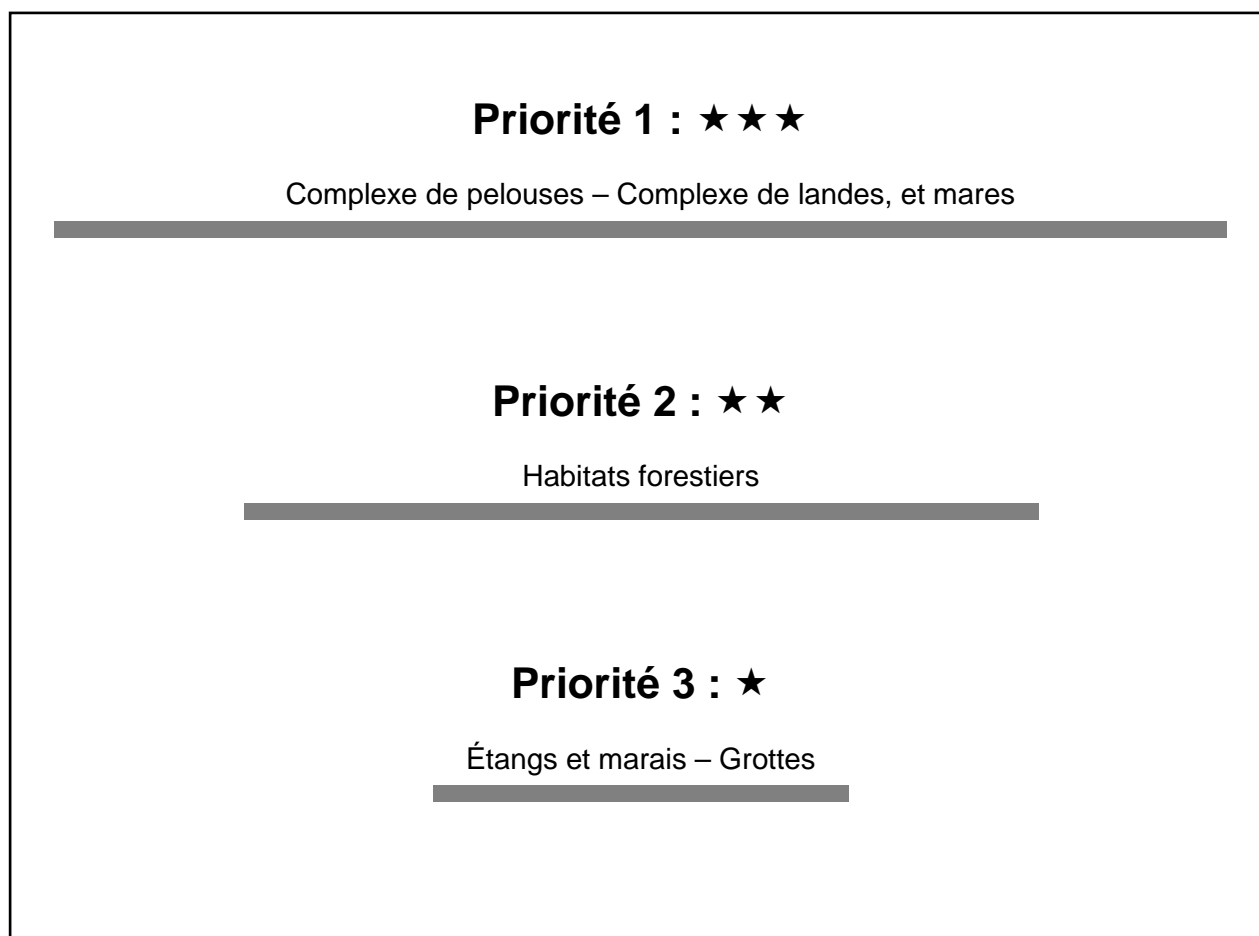 Priorité 1 : ★★★
Complexe de pelouses – Complexe de landes, et mares
Priorité 2 : ★★
Habitats forestiers
Priorité 3 : ★
Étangs et marais – Grottes